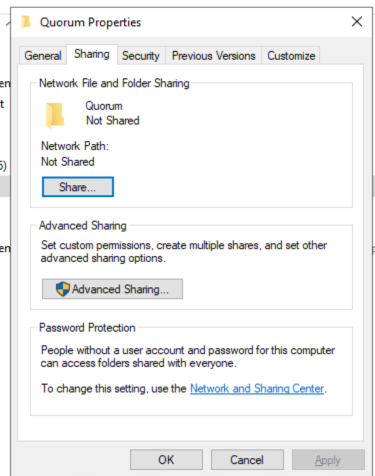 Quorum Properties
General Sharing Security Previous Versions Customize
Network File and Folder Sharing
Quorum
Not Shared
Network Path:
Not Shared
Share...
Advanced Sharing
Set custom permissions, create multiple shares, and set other
advanced sharing options.
Advanced Sharing...
Password Protection
People without a user account and password for this computer
can access folders shared with everyone.
To change this setting, use the Network and Sharing Center.
OK Cancel Apply